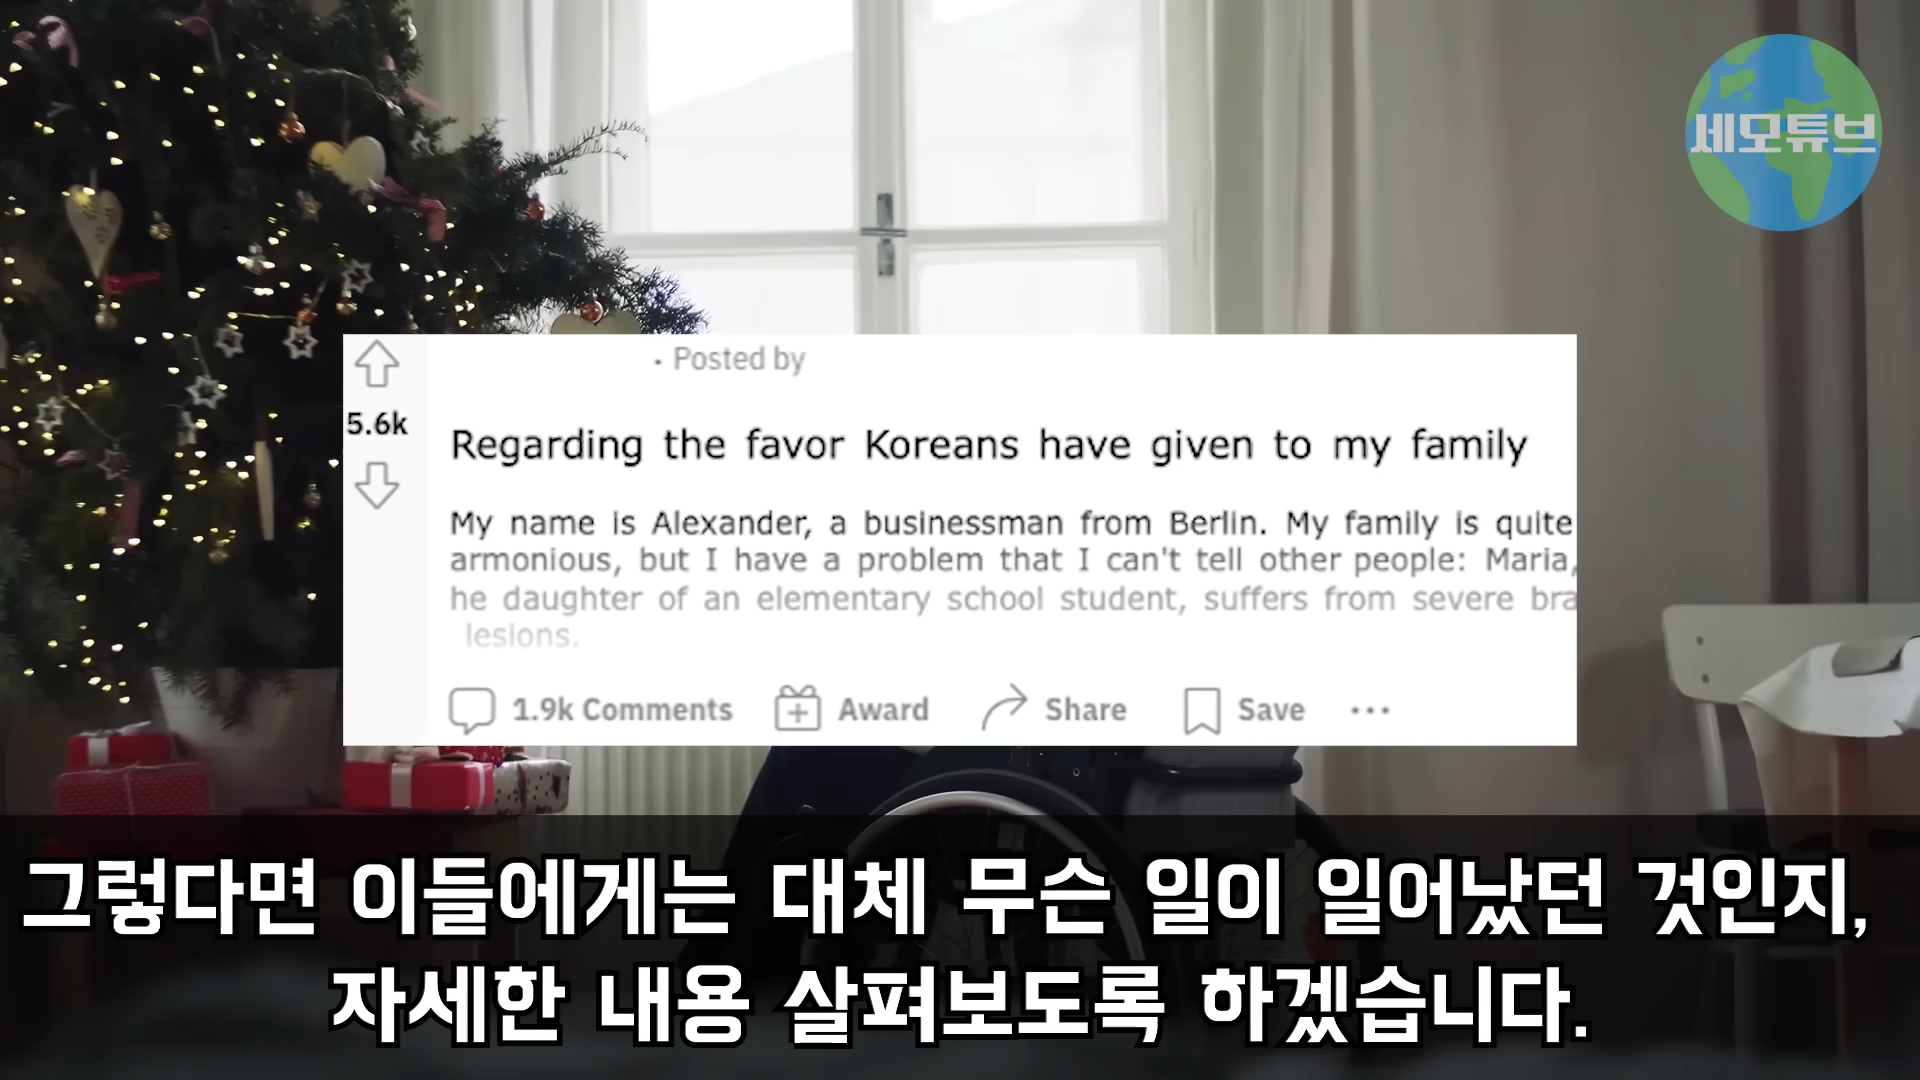 세모튜브
• Posted by
5.6k
Regarding the favor Koreans have given to my family
My name is Alexander, a businessman from Berlin. My family is quite
armonious, but I have a problem that I can't tell other people: Maria,
he daughter of an elementary school student, suffers from severe bra
lesions.
1.9k Comments Award Share Save ...
그렇다면 이들에게는 대체 무슨 일이 일어났던 것인지,
자세한 내용 살펴보도록 하겠습니다.